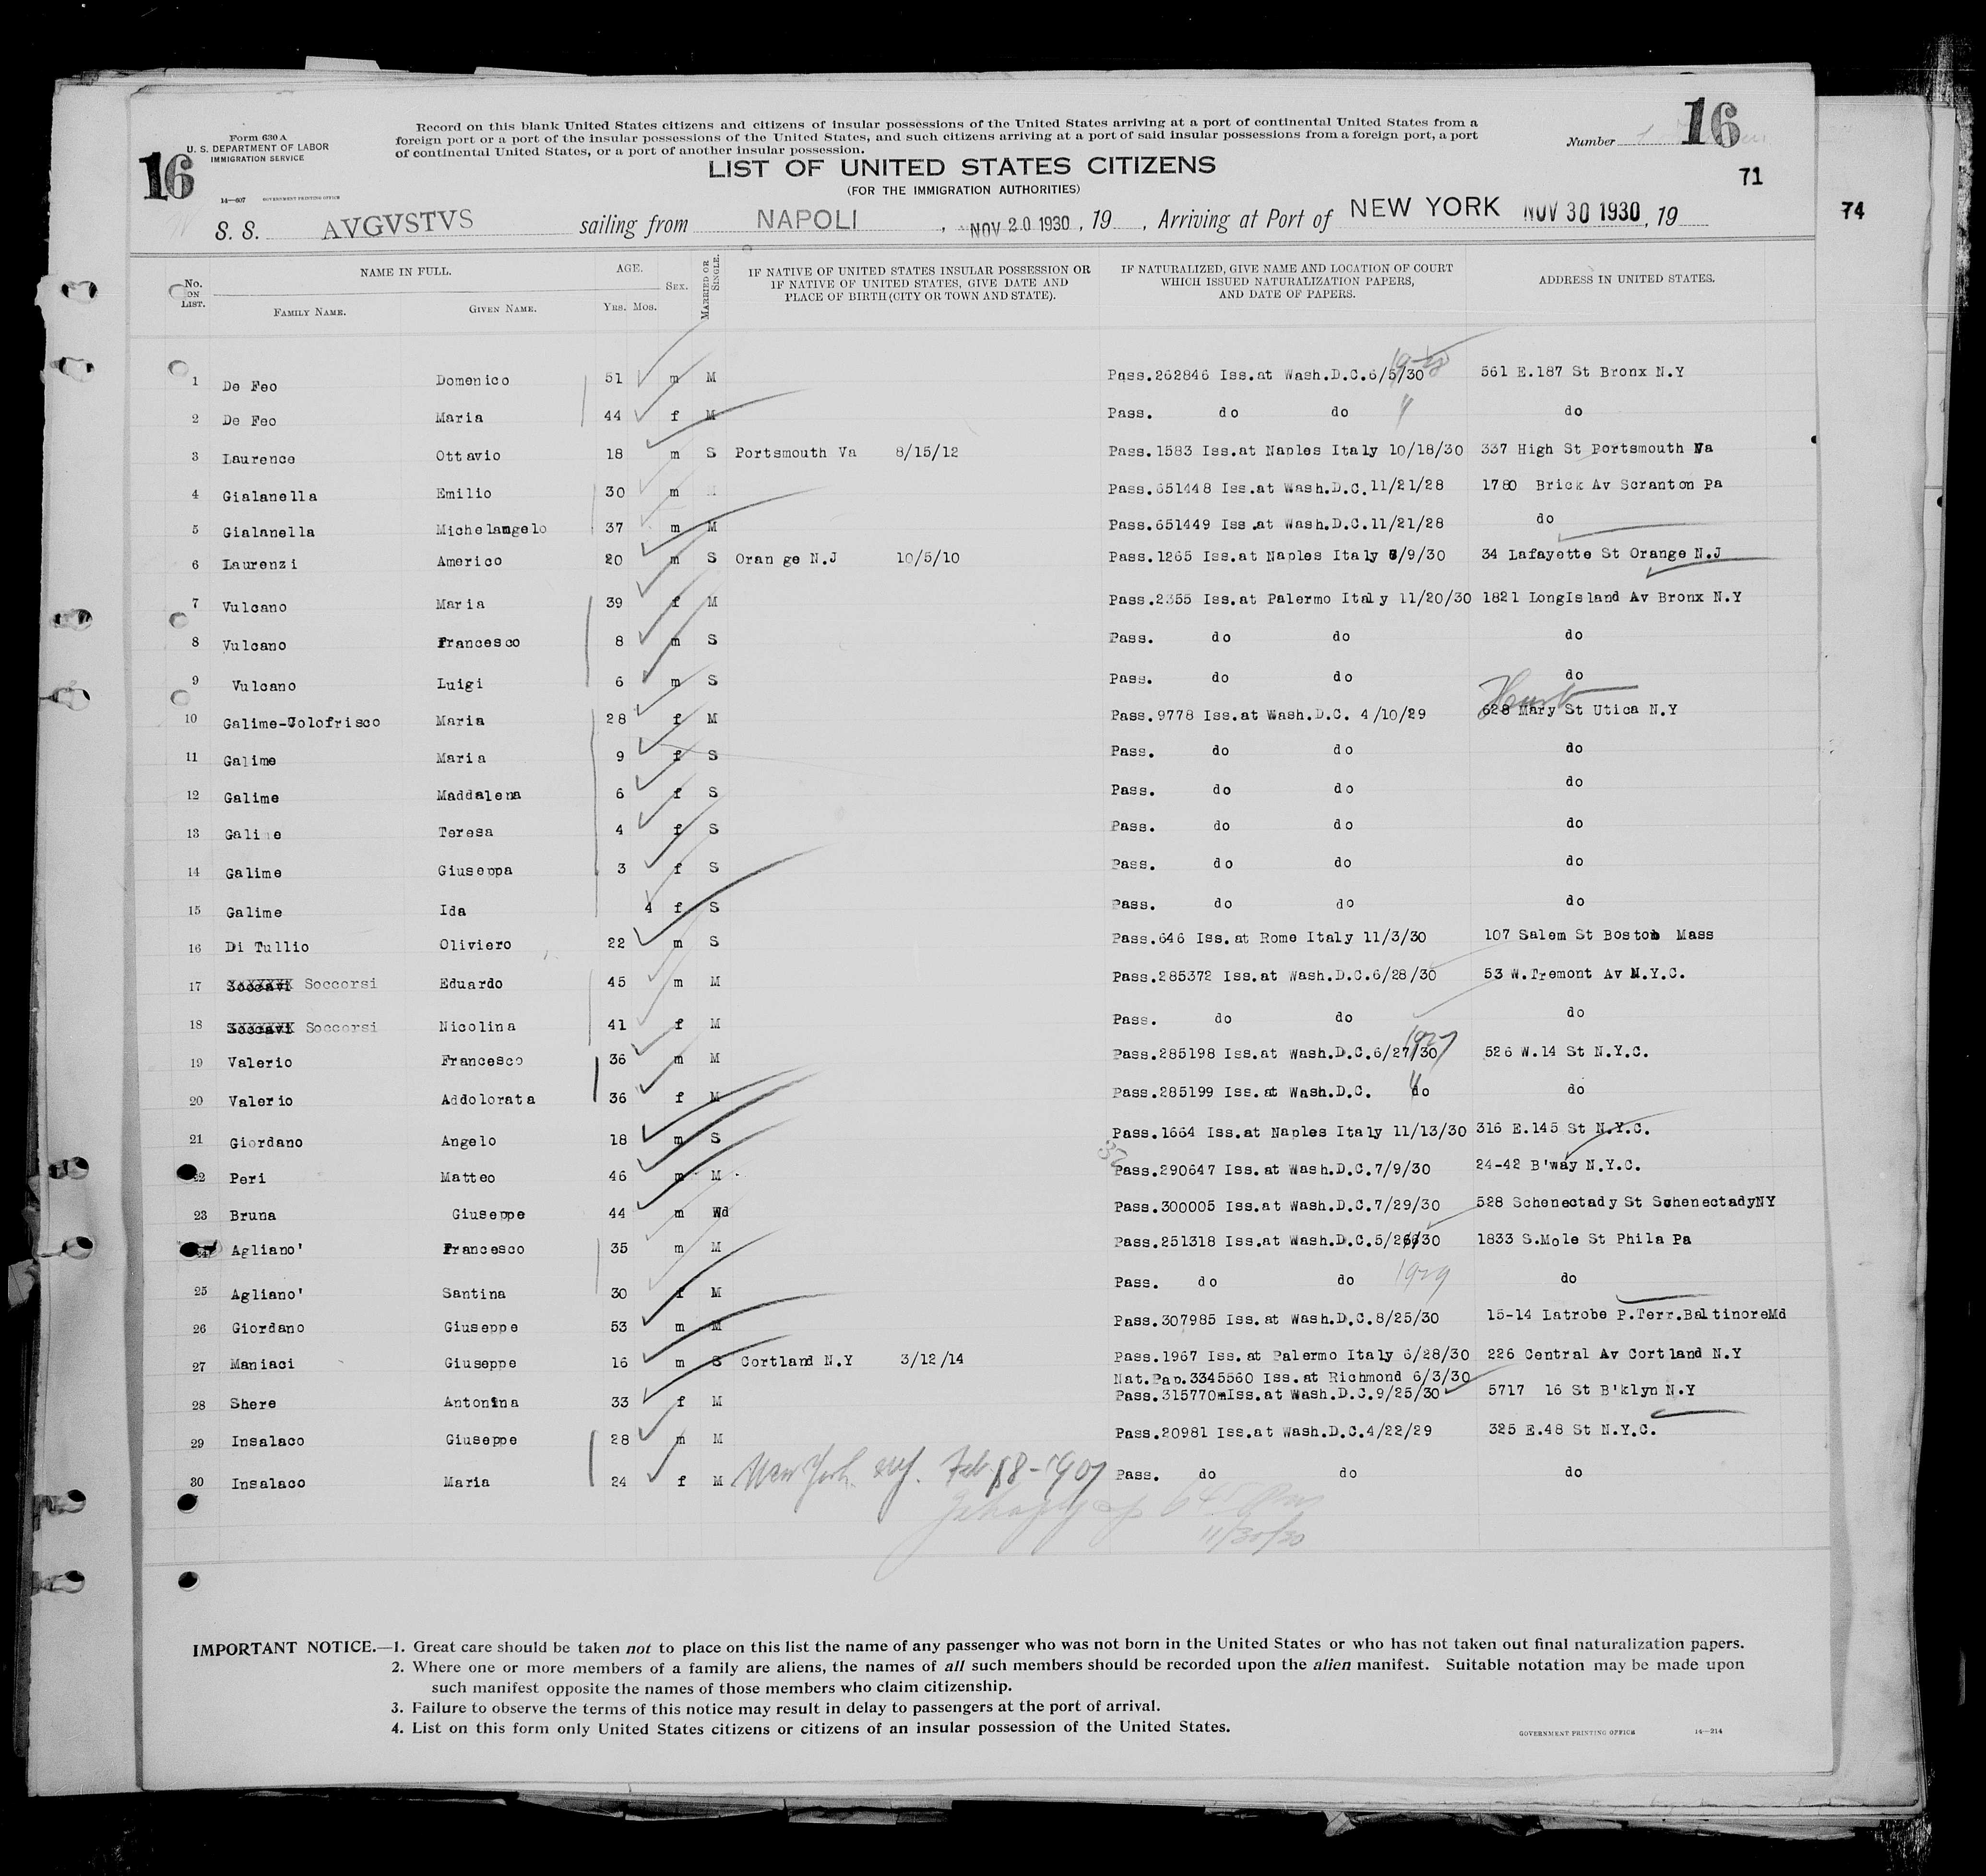 Form 630 A
U. S. DEPARTMENT OF LABOR
IMMIGRATION SERVICE
16
14—607 GOVERNMENT PRINTING OFFICE
Record on this blank United States citizens and citizens of insular possessions of the United States arriving at a port of continental United States from a
foreign port or a port of the insular possessions of the United States, and such citizens arriving at a port of said insular possessions from a foreign port, a port
of continental United States, or a port of another insular possession.
Number 16
LIST OF UNITED STATES CITIZENS
(FOR THE IMMIGRATION AUTHORITIES)
71
74
S. S. AVGVSTVS sailing from NAPOLI, NOV 20 1930, 19 , Arriving at Port of NEW YORK NOV 30 1930, 19
No. ON LIST. NAME IN FULL. FAMILY NAME. GIVEN NAME. AGE. YRS. MOS. SEX. MARRIED OR SINGLE. IF NATIVE OF UNITED STATES INSULAR POSSESSION OR IF NATIVE OF UNITED STATES, GIVE DATE AND PLACE OF BIRTH (CITY OR TOWN AND STATE). IF NATURALIZED, GIVE NAME AND LOCATION OF COURT WHICH ISSUED NATURALIZATION PAPERS, AND DATE OF PAPERS. ADDRESS IN UNITED STATES.
1 De Feo Domenico 51 m M Pass.262846 Iss.at Wash.D.C.6/5/30 561 E.187 St Bronx N.Y
2 De Feo Maria 44 f M Pass. do do " do
3 Laurence Ottavio 18 m S Portsmouth Va 8/15/12 Pass.1583 Iss.at Naples Italy 10/18/30 337 High St Portsmouth Va
4 Gialanella Emilio 30 m Pass.651448 Iss.at Wash.D.C.11/21/28 1780 Brick Av Scranton Pa
5 Gialanella Michelangelo 37 m M Pass.651449 Iss.at Wash.D.C.11/21/28 do
6 Laurenzi Americo 20 m S Oran ge N.J 10/5/10 Pass.1265 Iss.at Naples Italy /9/30 34 Lafayette St Orange N.J
7 Vulcano Maria 39 f M Pass.2355 Iss.at Palermo Italy 11/20/30 1821 LongIsland Av Bronx N.Y
8 Vulcano Francesco 8 m S Pass. do do do
9 Vulcano Luigi 6 m S Pass. do do do
10 Galime-Colofrisco Maria 28 f M Pass.9778 Iss.at Wash.D.C. 4/10/29 628 Mary St Utica N.Y
11 Galime Maria 9 f S Pass. do do do
12 Galime Maddalena 6 f S Pass. do do do
13 Galime Teresa 4 f S Pass. do do do
14 Galime Giuseppa 3 f S Pass. do do do
15 Galime Ida 4 f S Pass. do do do
16 Di Tullio Oliviero 22 m S Pass.646 Iss.at Rome Italy 11/3/30 107 Salem St Boston Mass
17 Soccorsi Eduardo 45 m M Pass.285372 Iss.at Wash.D.C.6/28/30 53 W.Tremont Av N.Y.C.
18 Soccorsi Nicolina 41 f M Pass. do do do
1927
19 Valerio Francesco 36 m M Pass.285198 Iss.at Wash.D.C.6/27/30 526 W.14 St N.Y.C.
20 Valerio Addolorata 36 f M Pass.285199 Iss.at Wash.D.C. do do
21 Giordano Angelo 18 m S Pass.1664 Iss.at Naples Italy 11/13/30 316 E.145 St N.Y.C.
22 Peri Matteo 46 m M Pass.290647 Iss.at Wash.D.C.7/9/30 24-42 B'way N.Y.C.
23 Bruna Giuseppe 44 m Wd Pass.300005 Iss.at Wash.D.C.7/29/30 528 Schenectady St SchenectadyNY
24 Agliano' Francesco 35 m M Pass.251318 Iss.at Wash.D.C.5/26/30 1833 S.Mole St Phila Pa
25 Agliano' Santina 30 f M Pass. do do 1929 do
26 Giordano Giuseppe 53 m M Pass.307985 Iss.at Wash.D.C.8/25/30 15-14 Latrobe P.Terr.BaltinoreMd
27 Maniaci Giuseppe 16 m S Cortland N.Y 3/12/14 Pass.1967 Iss.at Palermo Italy 6/28/30 226 Central Av Cortland N.Y
Nat.Pap.3345560 Iss.at Richmond 6/3/30
28 Shere Antonina 33 f M Pass.315770mIss.at Wash.D.C.9/25/30 5717 16 St B'klyn N.Y
29 Insalaco Giuseppe 28 m M Pass.20981 Iss.at Wash.D.C.4/22/29 325 E.48 St N.Y.C.
30 Insalaco Maria 24 f M New York. NY. Feb. 18-1907 Pass. do do do
11/30/30
IMPORTANT NOTICE.—1. Great care should be taken not to place on this list the name of any passenger who was not born in the United States or who has not taken out final naturalization papers.
2. Where one or more members of a family are aliens, the names of all such members should be recorded upon the alien manifest. Suitable notation may be made upon
such manifest opposite the names of those members who claim citizenship.
3. Failure to observe the terms of this notice may result in delay to passengers at the port of arrival.
4. List on this form only United States citizens or citizens of an insular possession of the United States.
GOVERNMENT PRINTING OFFICE 14—214